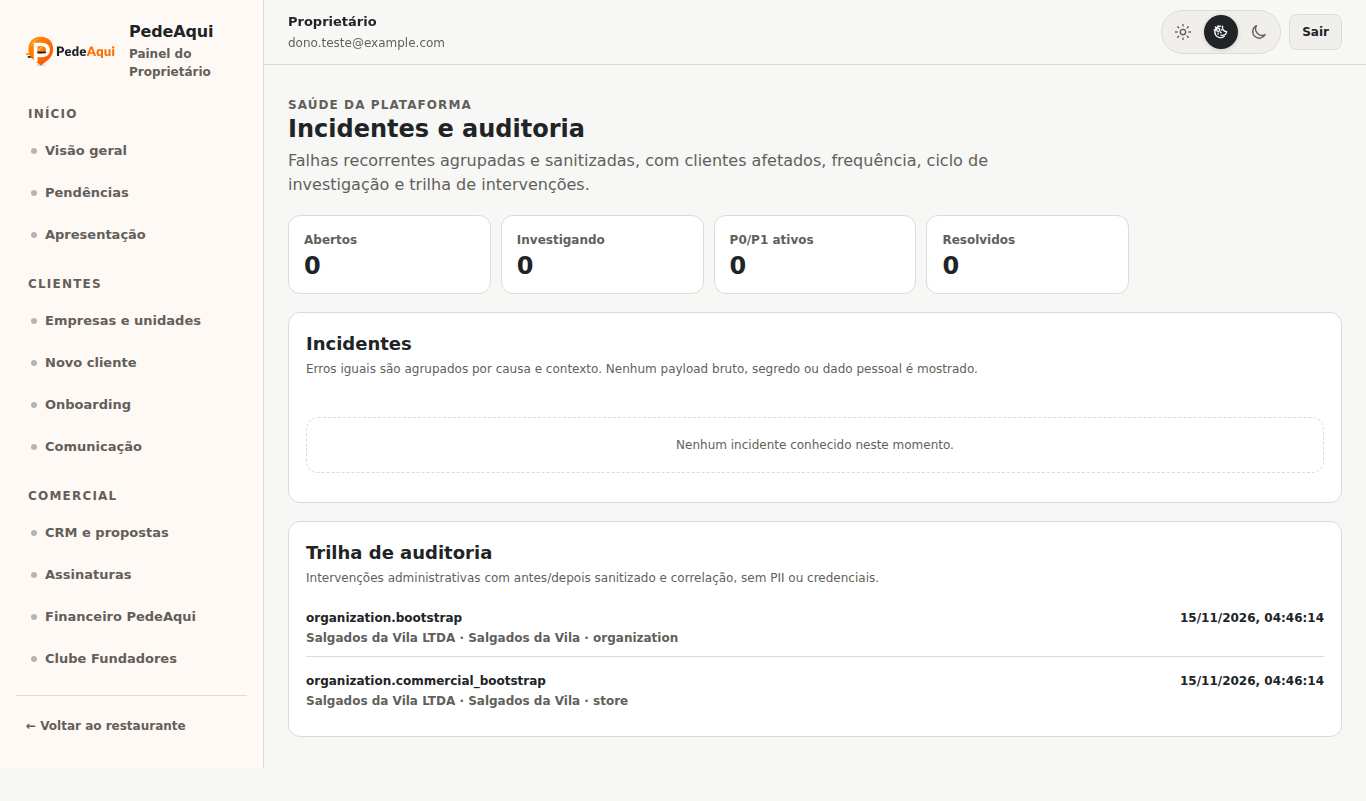 PedeAqui
PedeAqui
Painel do
Proprietário
INÍCIO
Visão geral
Pendências
Apresentação
CLIENTES
Empresas e unidades
Novo cliente
Onboarding
Comunicação
COMERCIAL
CRM e propostas
Assinaturas
Financeiro PedeAqui
Clube Fundadores
← Voltar ao restaurante
Proprietário
dono.teste@example.com
Sair
SAÚDE DA PLATAFORMA
Incidentes e auditoria
Falhas recorrentes agrupadas e sanitizadas, com clientes afetados, frequência, ciclo de
investigação e trilha de intervenções.
Abertos
0
Investigando
0
P0/P1 ativos
0
Resolvidos
0
Incidentes
Erros iguais são agrupados por causa e contexto. Nenhum payload bruto, segredo ou dado pessoal é mostrado.
Nenhum incidente conhecido neste momento.
Trilha de auditoria
Intervenções administrativas com antes/depois sanitizado e correlação, sem PII ou credenciais.
organization.bootstrap 15/11/2026, 04:46:14
Salgados da Vila LTDA · Salgados da Vila · organization
organization.commercial_bootstrap 15/11/2026, 04:46:14
Salgados da Vila LTDA · Salgados da Vila · store